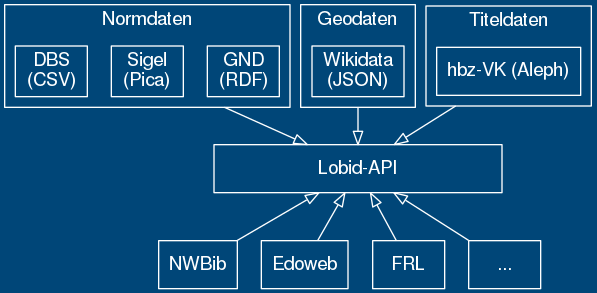 Normdaten
DBS
(CSV)
Sigel
(Pica)
GND
(RDF)
Geodaten
Wikidata
(JSON)
Titeldaten
hbz-VK (Aleph)
Lobid-API
NWBib
Edoweb
FRL
...